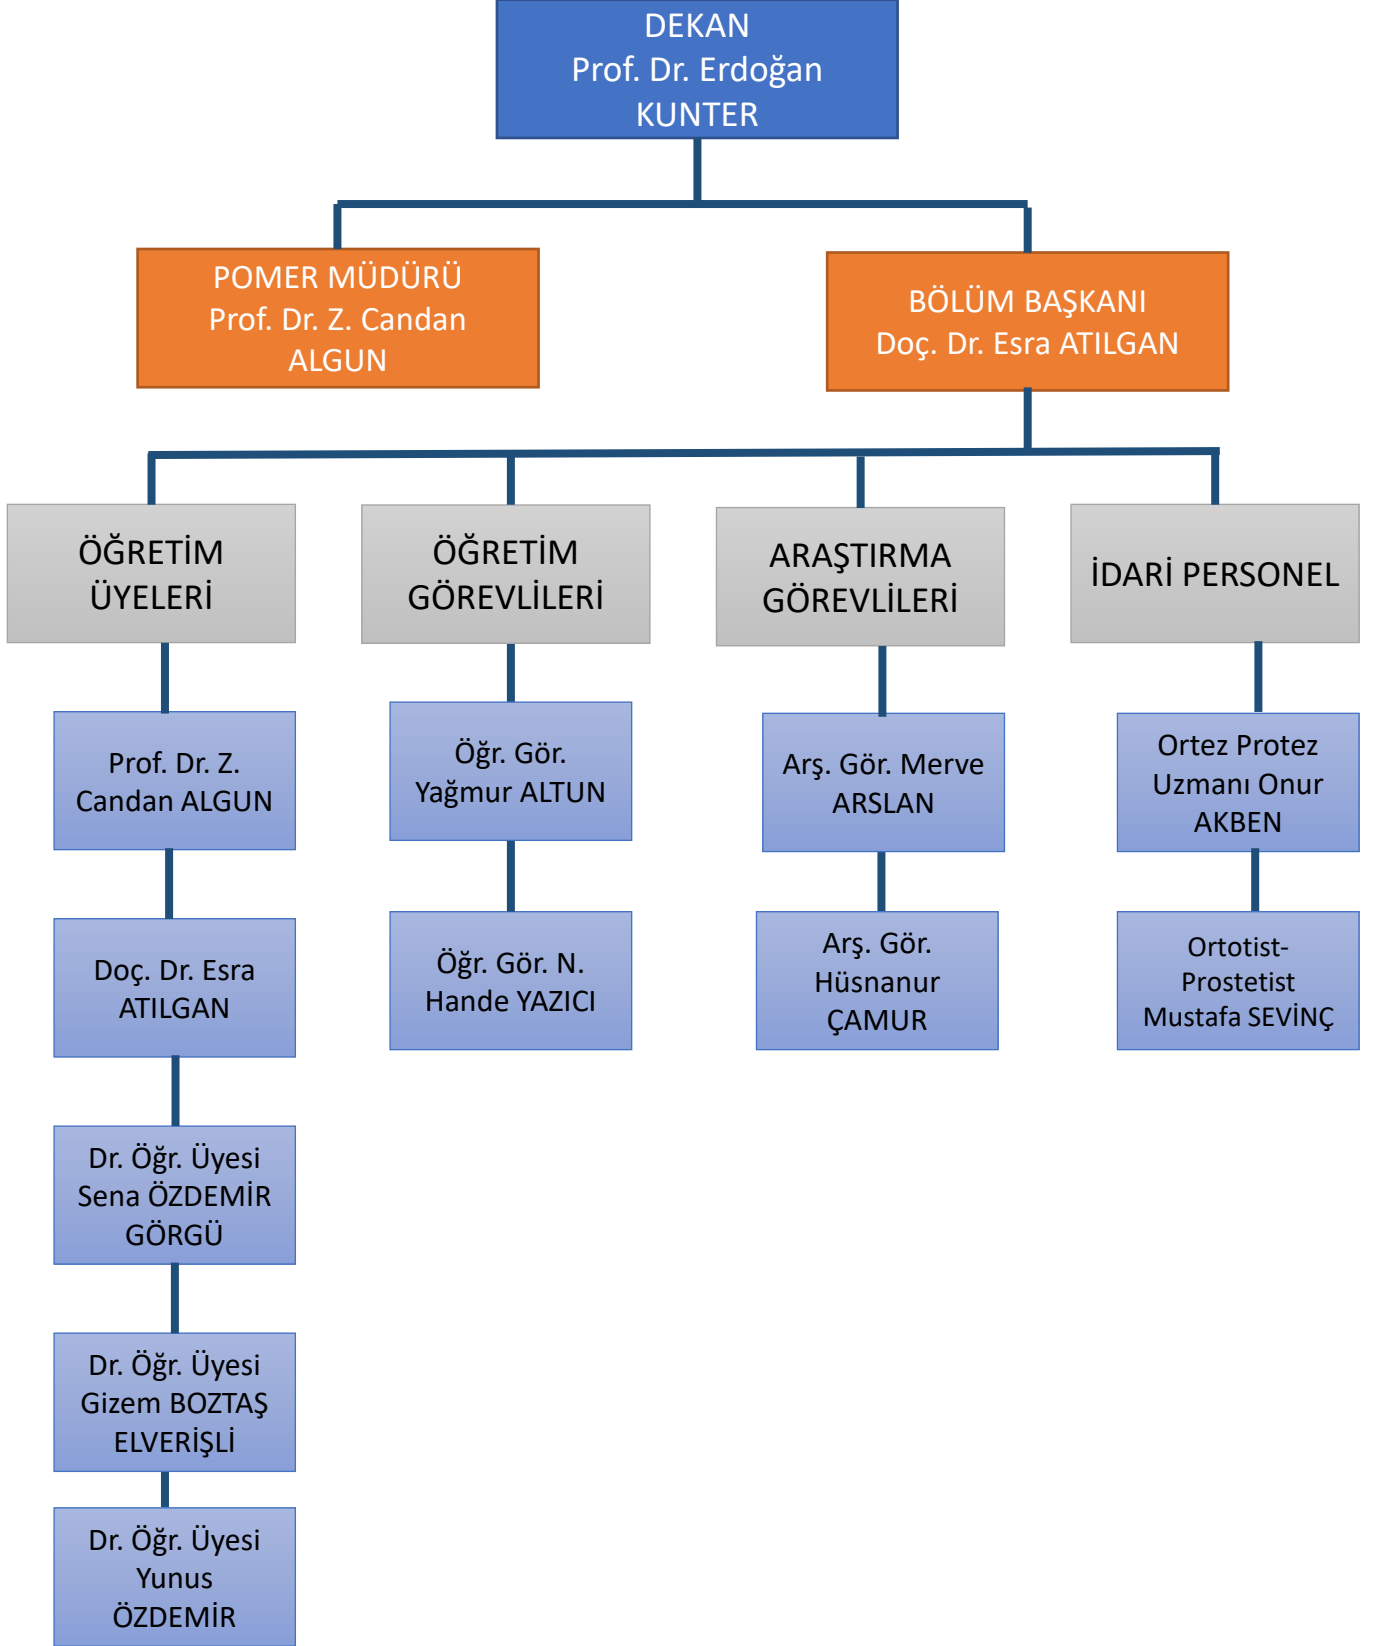 DEKAN
Prof. Dr. Erdoğan
KUNTER
POMER MÜDÜRÜ
Prof. Dr. Z. Candan
ALGUN
BÖLÜM BAŞKANI
Doç. Dr. Esra ATILGAN
ÖĞRETİM
ÜYELERİ
ÖĞRETİM
GÖREVLİLERİ
ARAŞTIRMA
GÖREVLİLERİ
İDARİ PERSONEL
Prof. Dr. Z.
Candan ALGUN
Öğr. Gör.
Yağmur ALTUN
Arş. Gör. Merve
ARSLAN
Ortez Protez
Uzmanı Onur
AKBEN
Doç. Dr. Esra
ATILGAN
Öğr. Gör. N.
Hande YAZICI
Arş. Gör.
Hüsnanur
ÇAMUR
Ortotist-
Prostetist
Mustafa SEVİNÇ
Dr. Öğr. Üyesi
Sena ÖZDEMİR
GÖRGÜ
Dr. Öğr. Üyesi
Gizem BOZTAŞ
ELVERİŞLİ
Dr. Öğr. Üyesi
Yunus
ÖZDEMİR